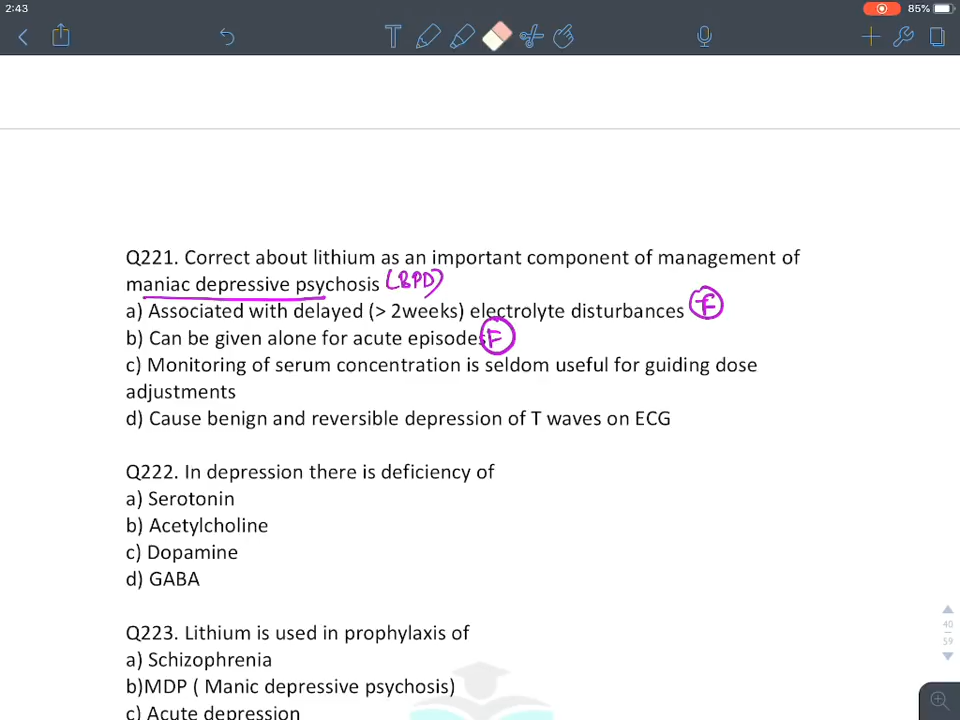 2:43
85%
T
Q221. Correct about lithium as an important component of management of
maniac depressive psychosis (BPD)
a) Associated with delayed (> 2weeks) electrolyte disturbances F
b) Can be given alone for acute episodes F
c) Monitoring of serum concentration is seldom useful for guiding dose
adjustments
d) Cause benign and reversible depression of T waves on ECG
Q222. In depression there is deficiency of
a) Serotonin
b) Acetylcholine
c) Dopamine
d) GABA
Q223. Lithium is used in prophylaxis of
a) Schizophrenia
b)MDP ( Manic depressive psychosis)
c) Acute depression
40
59